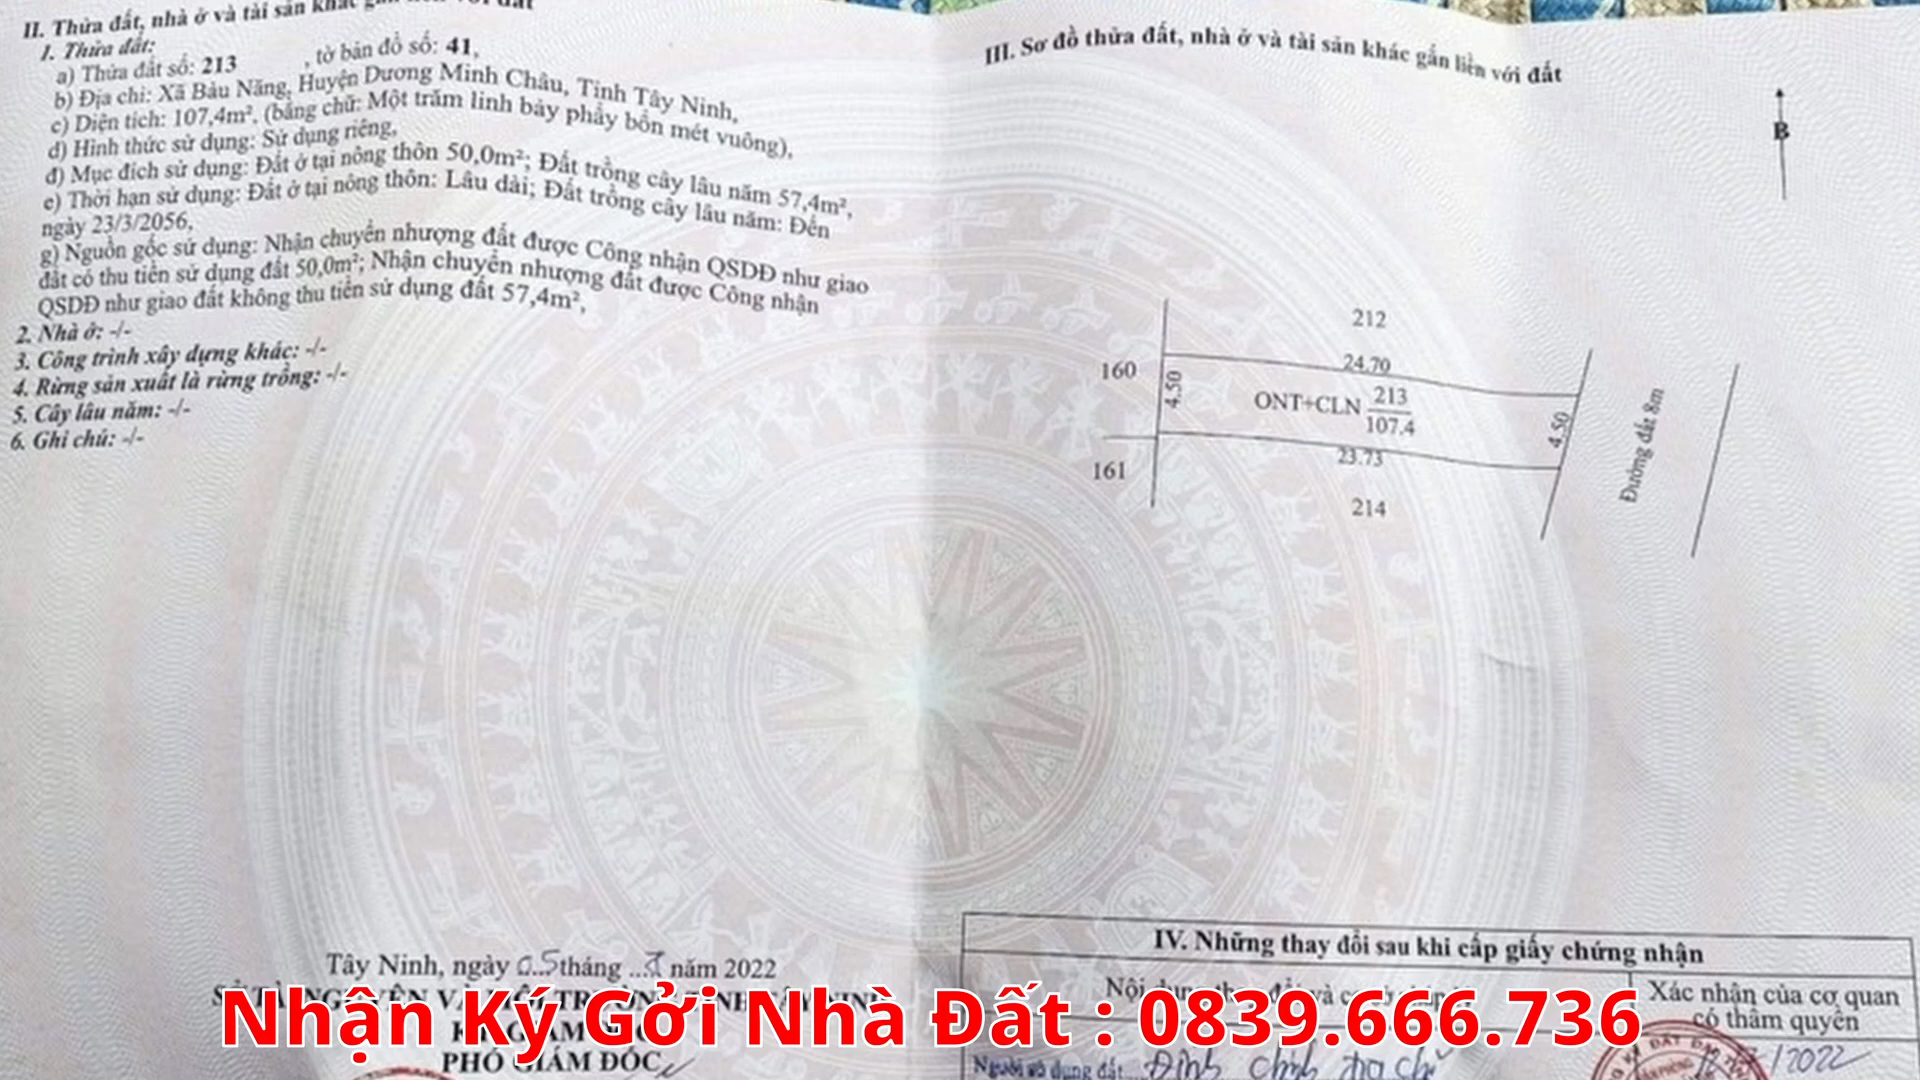 II. Thửa đất, nhà ở và tài sản khác gắn liền với đất
1. Thửa đất:
a) Thửa đất số: 213 , tờ bản đồ số: 41,
b) Địa chỉ: Xã Bàu Năng, Huyện Dương Minh Châu, Tỉnh Tây Ninh,
c) Diện tích: 107,4m², (bằng chữ: Một trăm linh bảy phẩy bốn mét vuông),
d) Hình thức sử dụng: Sử dụng riêng,
đ) Mục đích sử dụng: Đất ở tại nông thôn 50,0m²; Đất trồng cây lâu năm 57,4m²,
e) Thời hạn sử dụng: Đất ở tại nông thôn: Lâu dài; Đất trồng cây lâu năm: Đến
ngày 23/3/2056,
g) Nguồn gốc sử dụng: Nhận chuyển nhượng đất được Công nhận QSDĐ như giao
đất có thu tiền sử dụng đất 50,0m²; Nhận chuyển nhượng đất được Công nhận
QSDĐ như giao đất không thu tiền sử dụng đất 57,4m²,
2. Nhà ở: -/-
3. Công trình xây dựng khác: -/-
4. Rừng sản xuất là rừng trồng: -/-
5. Cây lâu năm: -/-
6. Ghi chú: -/-
Tây Ninh, ngày 05 tháng ... năm 2022
PHÓ GIÁM ĐỐC
III. Sơ đồ thửa đất, nhà ở và tài sản khác gắn liền với đất
B
212
24.70
160
4.50
ONT+CLN 213
107.4
4.50
Đường đất 8m
23.73
161
214
IV. Những thay đổi sau khi cấp giấy chứng nhận
Xác nhận của cơ quan
có thẩm quyền
Người sử dụng đất Đính chính địa chỉ
/2022
Nhận Ký Gởi Nhà Đất : 0839.666.736